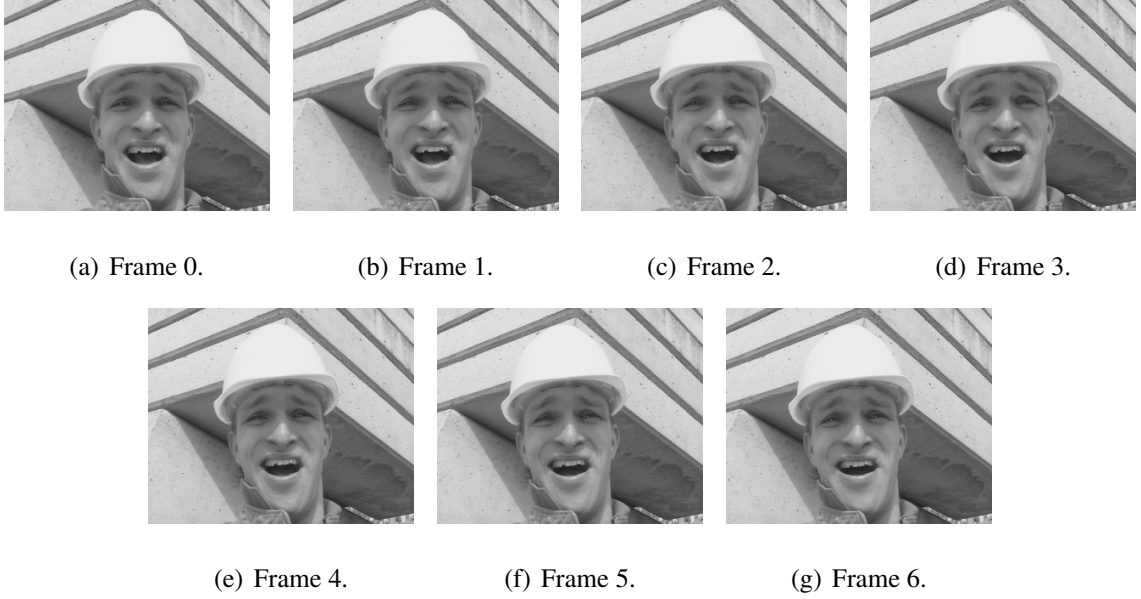 (a) Frame 0.
(b) Frame 1.
(c) Frame 2.
(d) Frame 3.
(e) Frame 4.
(f) Frame 5.
(g) Frame 6.